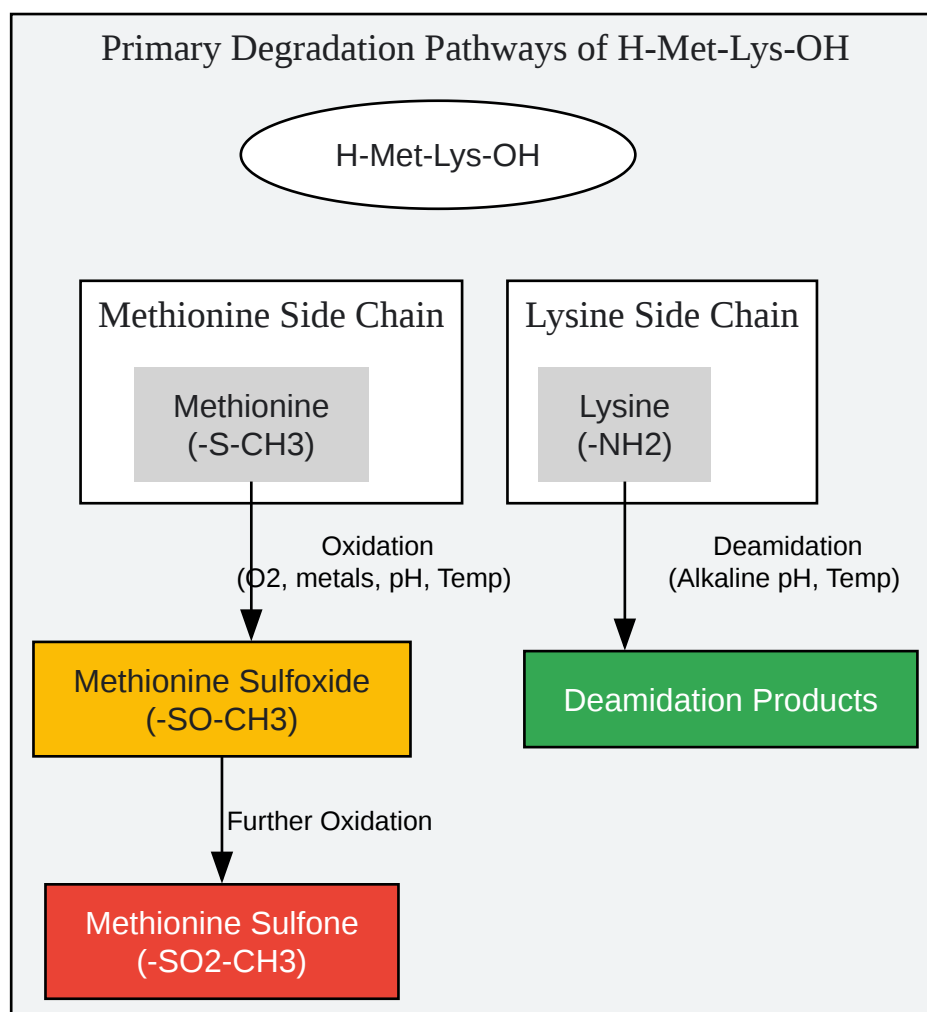 Primary Degradation Pathways of H-Met-Lys-OH
H-Met-Lys-OH
Methionine Side Chain
Methionine
(-S-CH3)
Lysine Side Chain
Lysine
(-NH2)
Oxidation
(O2, metals, pH, Temp)
Deamidation
(Alkaline pH, Temp)
Methionine Sulfoxide
(-SO-CH3)
Deamidation Products
Further Oxidation
Methionine Sulfone
(-SO2-CH3)